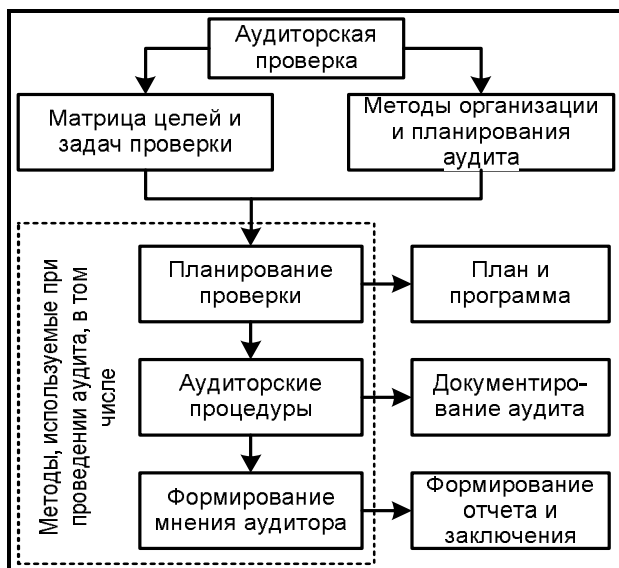 Аудиторская
проверка
Матрица целей и
задач проверки
Методы организации
и планирования
аудита
Методы, используемые при
проведении аудита, в том
числе
Планирование
проверки
План и
программа
Аудиторские
процедуры
Документиро-
вание аудита
Формирование
мнения аудитора
Формирование
отчета и
заключения